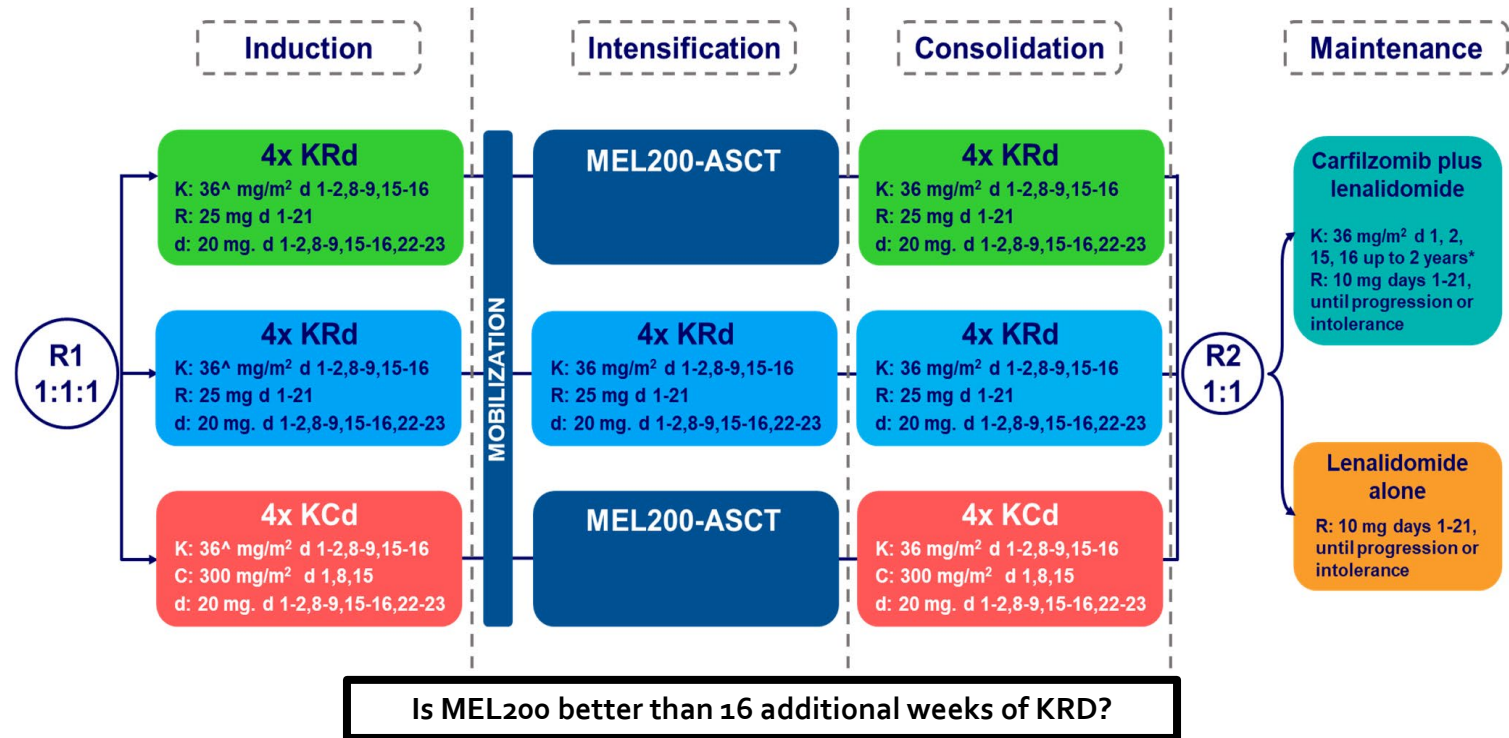 Induction
Intensification
Consolidation
Maintenance
R1
1:1:1
4x KRd
K: 36^ mg/m² d 1-2,8-9,15-16
R: 25 mg d 1-21
d: 20 mg. d 1-2,8-9,15-16,22-23
4x KRd
K: 36^ mg/m² d 1-2,8-9,15-16
R: 25 mg d 1-21
d: 20 mg. d 1-2,8-9,15-16,22-23
4x KCd
K: 36^ mg/m² d 1-2,8-9,15-16
C: 300 mg/m² d 1,8,15
d: 20 mg. d 1-2,8-9,15-16,22-23
MOBILIZATION
MEL200-ASCT
4x KRd
K: 36 mg/m² d 1-2,8-9,15-16
R: 25 mg d 1-21
d: 20 mg. d 1-2,8-9,15-16,22-23
MEL200-ASCT
4x KRd
K: 36 mg/m² d 1-2,8-9,15-16
R: 25 mg d 1-21
d: 20 mg. d 1-2,8-9,15-16,22-23
4x KRd
K: 36 mg/m² d 1-2,8-9,15-16
R: 25 mg d 1-21
d: 20 mg. d 1-2,8-9,15-16,22-23
4x KCd
K: 36 mg/m² d 1-2,8-9,15-16
C: 300 mg/m² d 1,8,15
d: 20 mg. d 1-2,8-9,15-16,22-23
R2
1:1
Carfilzomib plus
lenalidomide
K: 36 mg/m² d 1, 2,
15, 16 up to 2 years*
R: 10 mg days 1-21,
until progression or
intolerance
Lenalidomide
alone
R: 10 mg days 1-21,
until progression or
intolerance
Is MEL200 better than 16 additional weeks of KRD?